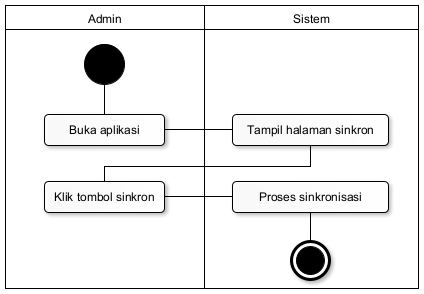 Admin
Sistem
Buka aplikasi
Tampil halaman sinkron
Klik tombol sinkron
Proses sinkronisasi